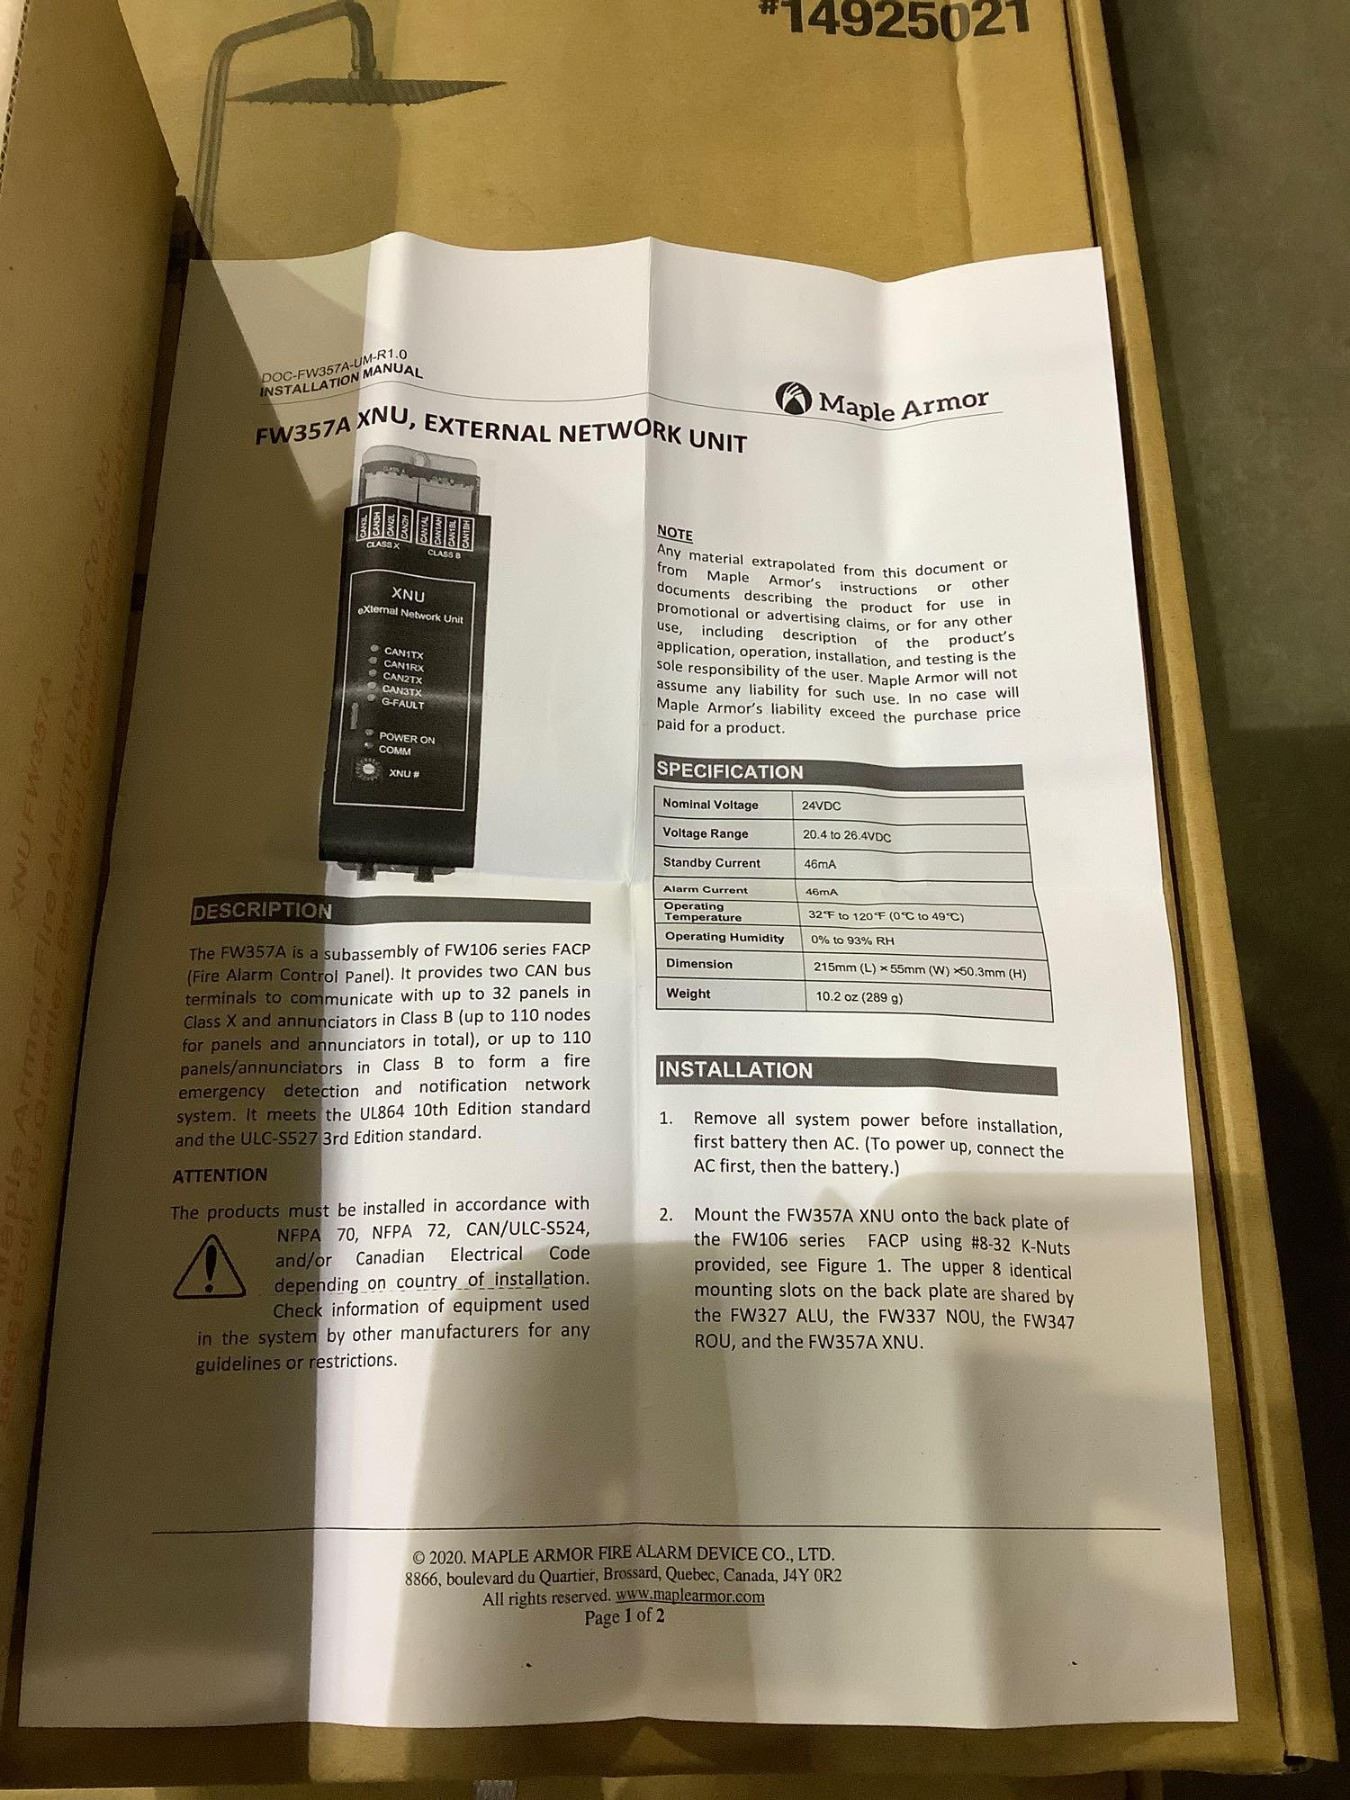 #14925021
DOC-FW357A-UM-R1.0
INSTALLATION MANUAL
Maple Armor
FW357A XNU, EXTERNAL NETWORK UNIT
CAN3L
CAN3H
CAN2L
CAN2H
CAN1AL
CAN1AH
CAN1BL
CAN1BH
CLASS X
CLASS B
XNU
eXternal Network Unit
CAN1TX
CAN1RX
CAN2TX
CAN3TX
G-FAULT
POWER ON
COMM
XNU #
DESCRIPTION
The FW357A is a subassembly of FW106 series FACP
(Fire Alarm Control Panel). It provides two CAN bus
terminals to communicate with up to 32 panels in
Class X and annunciators in Class B (up to 110 nodes
for panels and annunciators in total), or up to 110
panels/annunciators in Class B to form a fire
emergency detection and notification network
system. It meets the UL864 10th Edition standard
and the ULC-S527 3rd Edition standard.
ATTENTION
The products must be installed in accordance with
NFPA 70, NFPA 72, CAN/ULC-S524,
and/or Canadian Electrical Code
depending on country of installation.
Check information of equipment used
in the system by other manufacturers for any
guidelines or restrictions.
NOTE
Any material extrapolated from this document or
from Maple Armor's instructions or other
documents describing the product for use in
promotional or advertising claims, or for any other
use, including description of the product's
application, operation, installation, and testing is the
sole responsibility of the user. Maple Armor will not
assume any liability for such use. In no case will
Maple Armor's liability exceed the purchase price
paid for a product.
SPECIFICATION
Nominal Voltage 24VDC
Voltage Range 20.4 to 26.4VDC
Standby Current 46mA
Alarm Current 46mA
Operating
Temperature 32℉ to 120℉ (0℃ to 49℃)
Operating Humidity 0% to 93% RH
Dimension 215mm (L) × 55mm (W) ×50.3mm (H)
Weight 10.2 oz (289 g)
INSTALLATION
1. Remove all system power before installation,
first battery then AC. (To power up, connect the
AC first, then the battery.)
2. Mount the FW357A XNU onto the back plate of
the FW106 series FACP using #8-32 K-Nuts
provided, see Figure 1. The upper 8 identical
mounting slots on the back plate are shared by
the FW327 ALU, the FW337 NOU, the FW347
ROU, and the FW357A XNU.
© 2020. MAPLE ARMOR FIRE ALARM DEVICE CO., LTD.
8866, boulevard du Quartier, Brossard, Quebec, Canada, J4Y 0R2
All rights reserved. www.maplearmor.com
Page 1 of 2